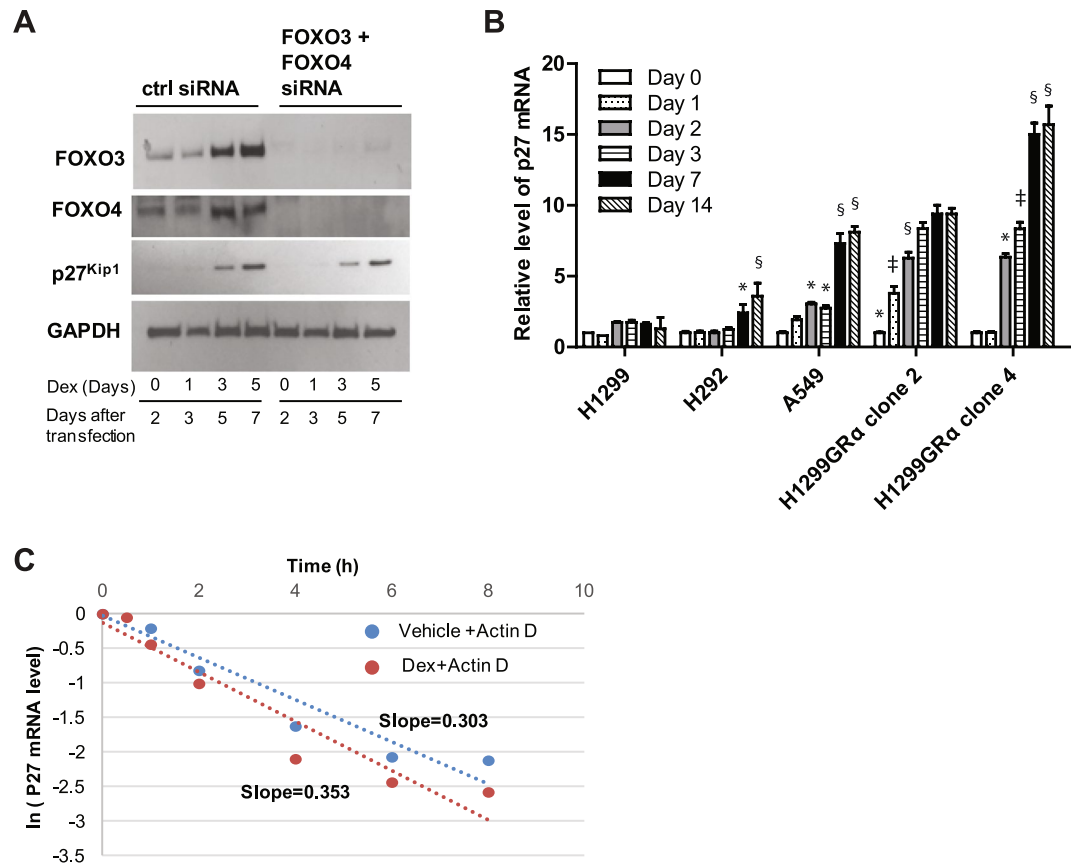 A
ctrl siRNA
FOXO3 +
FOXO4
siRNA
FOXO3
FOXO4
p27Kip1
GAPDH
Dex (Days) 0 1 3 5 0 1 3 5
Days after
transfection
2 3 5 7 2 3 5 7
B
Relative level of p27 mRNA
20
15
10
5
0
Day 0
Day 1
Day 2
Day 3
Day 7
Day 14
* § * * § § * ‡ § * ‡ § §
H1299
H292
A549
H1299GRα clone 2
H1299GRα clone 4
C
Time (h)
0 2 4 6 8 10
ln ( P27 mRNA level)
0
-0.5
-1
-1.5
-2
-2.5
-3
-3.5
Vehicle +Actin D
Dex+Actin D
Slope=0.303
Slope=0.353